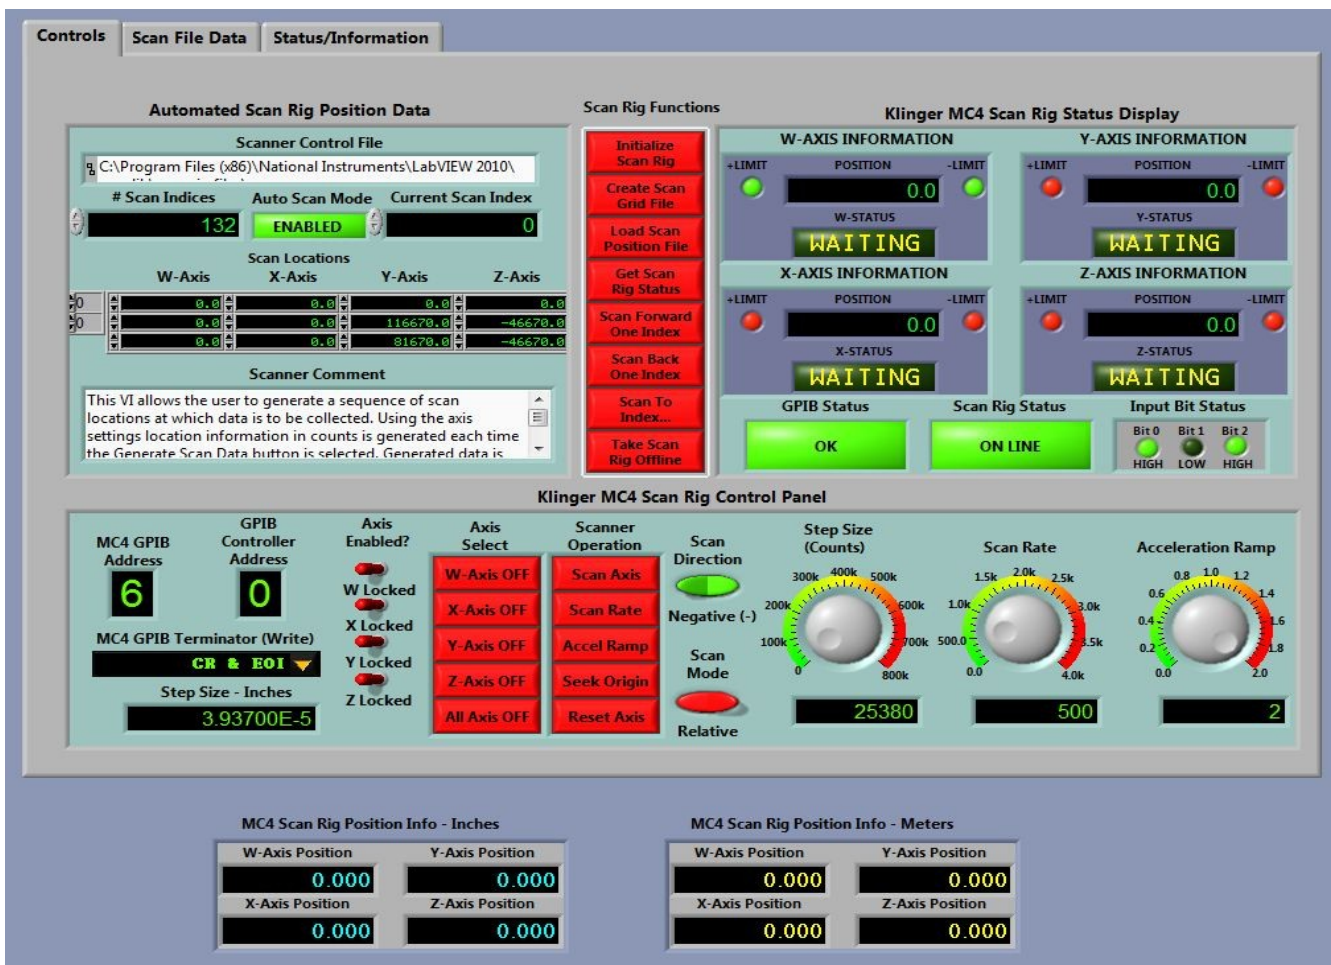 Controls
Scan File Data
Status/Information
Automated Scan Rig Position Data
Scanner Control File
C:\Program Files (x86)\National Instruments\LabVIEW 2010\
# Scan Indices
Auto Scan Mode
Current Scan Index
132
ENABLED
0
Scan Locations
W-Axis X-Axis Y-Axis Z-Axis
0 0.0 0.0 0.0 0.0
0 0.0 0.0 116670.0 -46670.0
0.0 0.0 81670.0 -46670.0
Scanner Comment
This VI allows the user to generate a sequence of scan
locations at which data is to be collected. Using the axis
settings location information in counts is generated each time
the Generate Scan Data button is selected. Generated data is
Scan Rig Functions
Initialize
Scan Rig
Create Scan
Grid File
Load Scan
Position File
Get Scan
Rig Status
Scan Forward
One Index
Scan Back
One Index
Scan To
Index...
Take Scan
Rig Offline
Klinger MC4 Scan Rig Status Display
W-AXIS INFORMATION
+LIMIT POSITION -LIMIT
0.0
W-STATUS
WAITING
Y-AXIS INFORMATION
+LIMIT POSITION -LIMIT
0.0
Y-STATUS
WAITING
X-AXIS INFORMATION
+LIMIT POSITION -LIMIT
0.0
X-STATUS
WAITING
Z-AXIS INFORMATION
+LIMIT POSITION -LIMIT
0.0
Z-STATUS
WAITING
GPIB Status
OK
Scan Rig Status
ON LINE
Input Bit Status
Bit 0 Bit 1 Bit 2
HIGH LOW HIGH
Klinger MC4 Scan Rig Control Panel
MC4 GPIB
Address
6
GPIB
Controller
Address
0
MC4 GPIB Terminator (Write)
CR & EOI
Step Size - Inches
3.93700E-5
Axis
Enabled?
W Locked
X Locked
Y Locked
Z Locked
Axis
Select
W-Axis OFF
X-Axis OFF
Y-Axis OFF
Z-Axis OFF
All Axis OFF
Scanner
Operation
Scan Axis
Scan Rate
Accel Ramp
Seek Origin
Reset Axis
Scan
Direction
Negative (-)
Scan
Mode
Relative
Step Size
(Counts)
0 100k 200k 300k 400k 500k 600k 700k 800k
25380
Scan Rate
0.0 500.0 1.0k 1.5k 2.0k 2.5k 3.0k 3.5k 4.0k
500
Acceleration Ramp
0.0 0.2 0.4 0.6 0.8 1.0 1.2 1.4 1.6 1.8 2.0
2
MC4 Scan Rig Position Info - Inches
W-Axis Position Y-Axis Position
0.000 0.000
X-Axis Position Z-Axis Position
0.000 0.000
MC4 Scan Rig Position Info - Meters
W-Axis Position Y-Axis Position
0.000 0.000
X-Axis Position Z-Axis Position
0.000 0.000